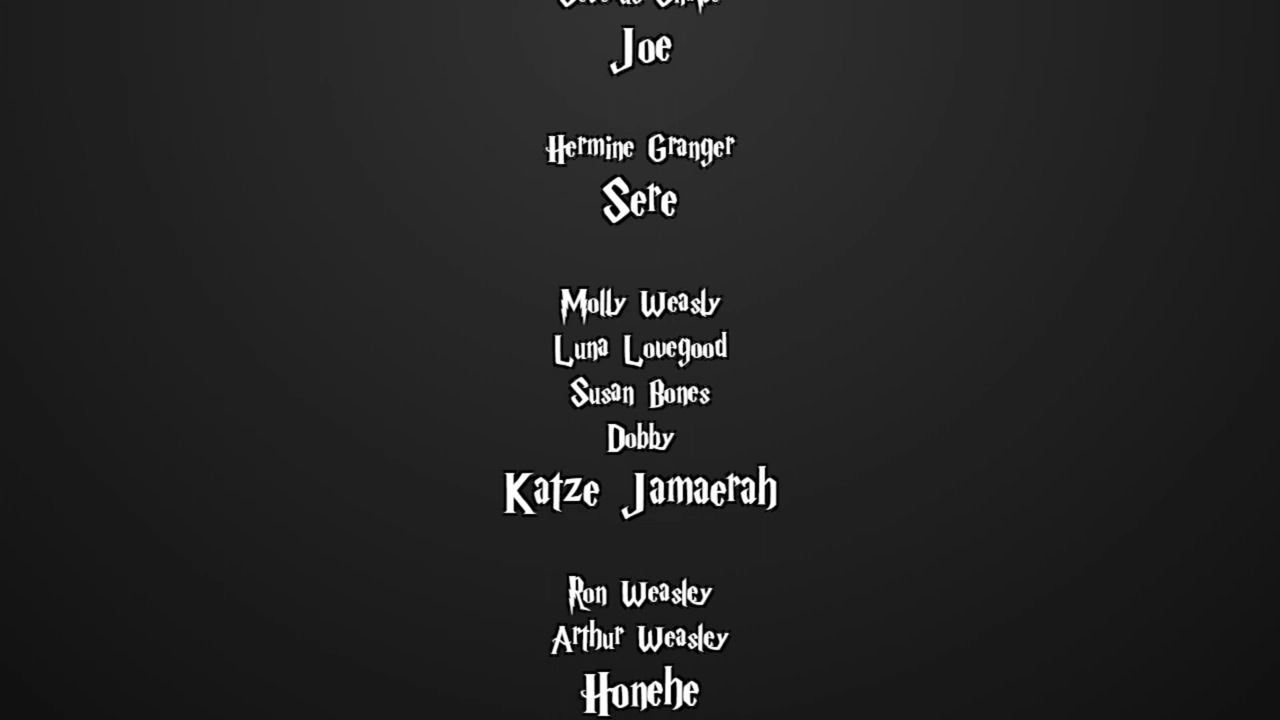 Joe
Hermine Granger
Sere
Molly Weasly
Luna Lovegood
Susan Bones
Dobby
Katze Jamaerah
Ron Weasley
Arthur Weasley
Honehe